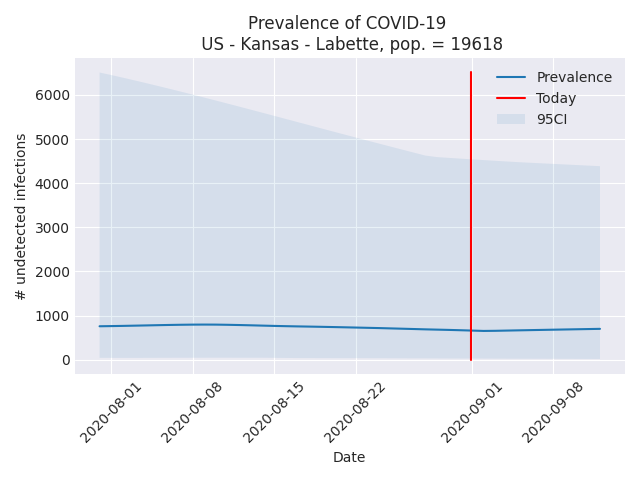 Prevalence of COVID-19
US - Kansas - Labette, pop. = 19618
Prevalence
Today
95CI
6000
5000
4000
3000
2000
1000
0
# undetected infections
2020-08-01
2020-08-08
2020-08-15
2020-08-22
2020-09-01
2020-09-08
Date